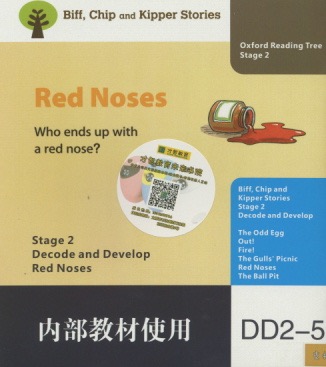 Biff, Chip and Kipper Stories
Oxford Reading Tree
Stage 2
Red Noses
Who ends up with
a red nose?
Biff, Chip and
Kipper Stories
Stage 2
Decode and Develop
The Odd Egg
Out!
Fire!
The Gulls' Picnic
Red Noses
The Ball Pit
Stage 2
Decode and Develop
Red Noses
内部教材使用
DD2-5